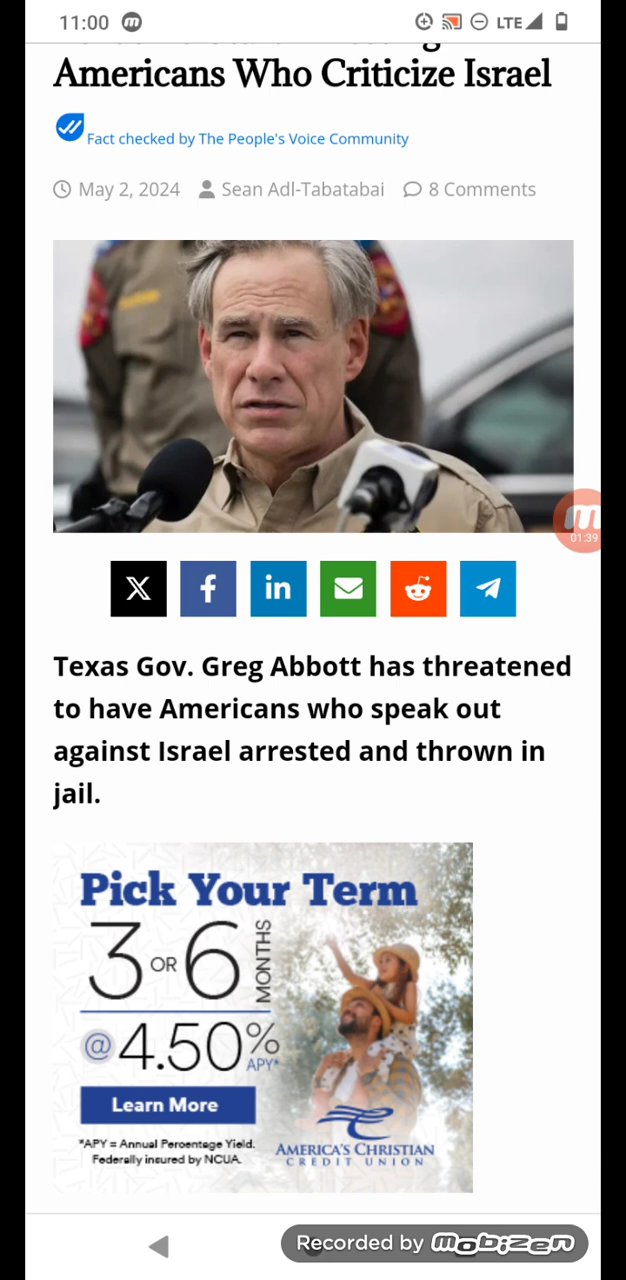 11:00
LTE
Americans Who Criticize Israel
Fact checked by The People's Voice Community
May 2, 2024 Sean Adl-Tabatabai 8 Comments
01:39
Texas Gov. Greg Abbott has threatened
to have Americans who speak out
against Israel arrested and thrown in
jail.
Pick Your Term
3 OR 6 MONTHS
@ 4.50% APY*
Learn More
*APY = Annual Percentage Yield.
Federally insured by NCUA.
AMERICA'S CHRISTIAN
CREDIT UNION
Recorded by Mobizen